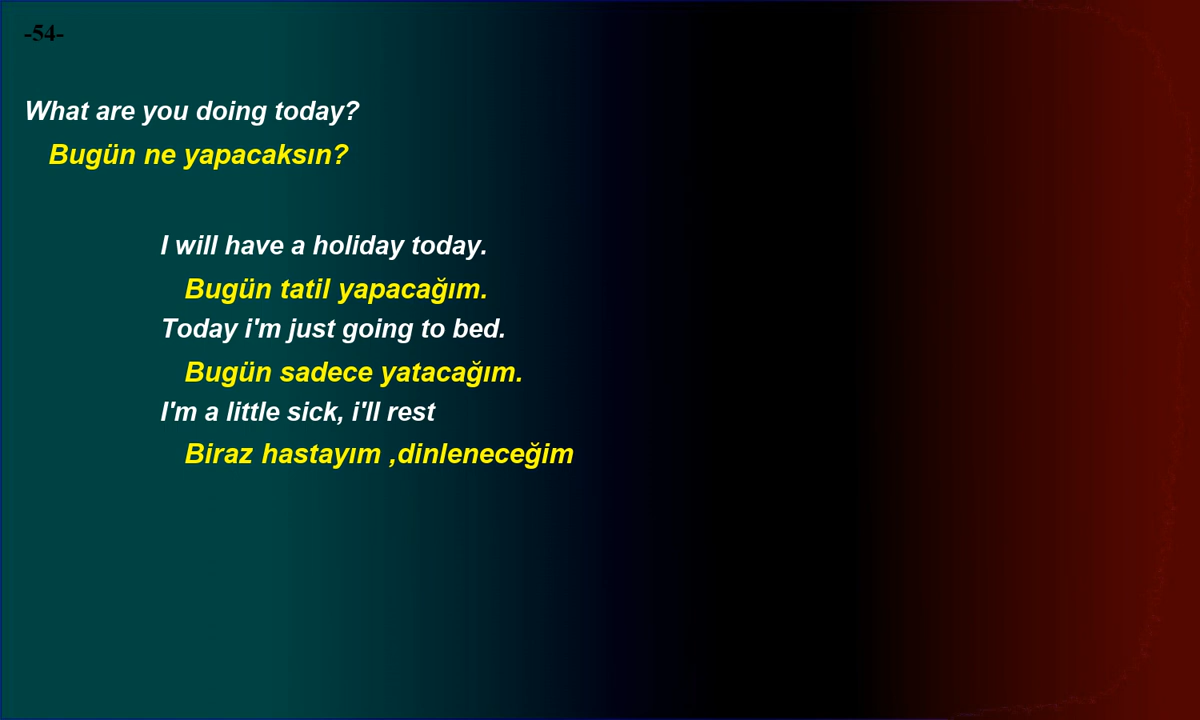 -54-
What are you doing today?
Bugün ne yapacaksın?
I will have a holiday today.
Bugün tatil yapacağım.
Today i'm just going to bed.
Bugün sadece yatacağım.
I'm a little sick, i'll rest
Biraz hastayım ,dinleneceğim